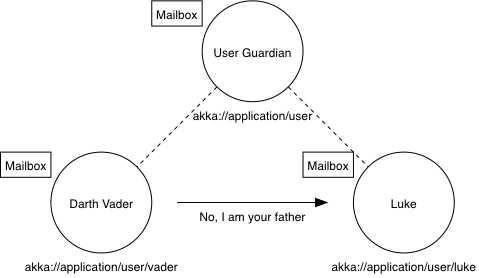 Mailbox
User Guardian
akka://application/user
Mailbox
Mailbox
Darth Vader
Luke
No, I am your father
akka://application/user/vader
akka://application/user/luke